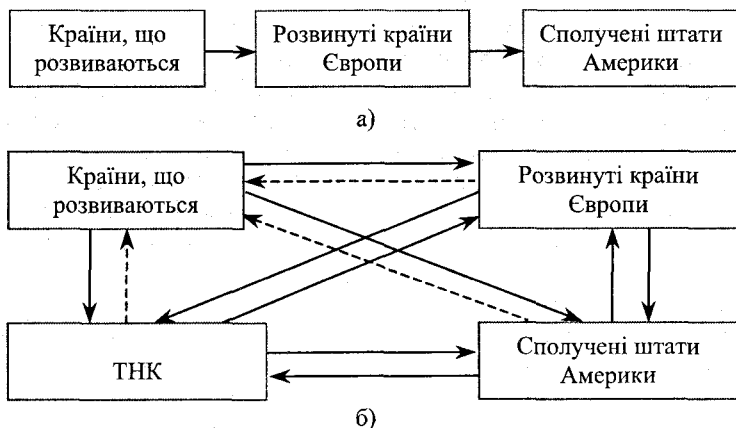 Країни, що
розвиваються
Розвинуті країни
Європи
Сполучені штати
Америки
а)
Країни, що
розвиваються
Розвинуті країни
Європи
ТНК
Сполучені штати
Америки
б)